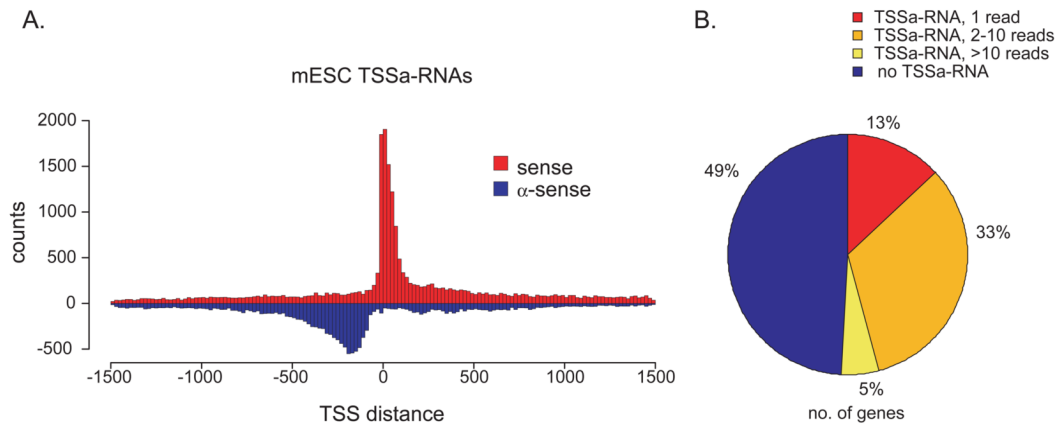 A.
mESC TSSa-RNAs
counts
2000
1500
1000
500
0
-500
sense
α-sense
-1500
-1000
-500
0
500
1000
1500
TSS distance
B.
TSSa-RNA, 1 read
TSSa-RNA, 2-10 reads
TSSa-RNA, >10 reads
no TSSa-RNA
13%
49%
33%
5%
no. of genes